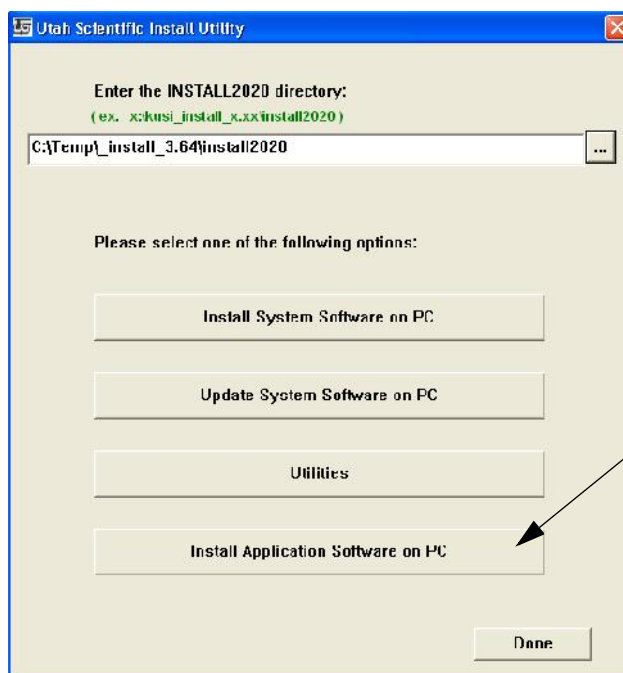 Utah Scientific Install Utility
Enter the INSTALL2020 directory:
(ex. x:\usi_install_x.xx\install2020)
C:\Temp\_install_3.64\install2020
...
Please select one of the following options:
Install System Software on PC
Update System Software on PC
Utilities
Install Application Software on PC
Done